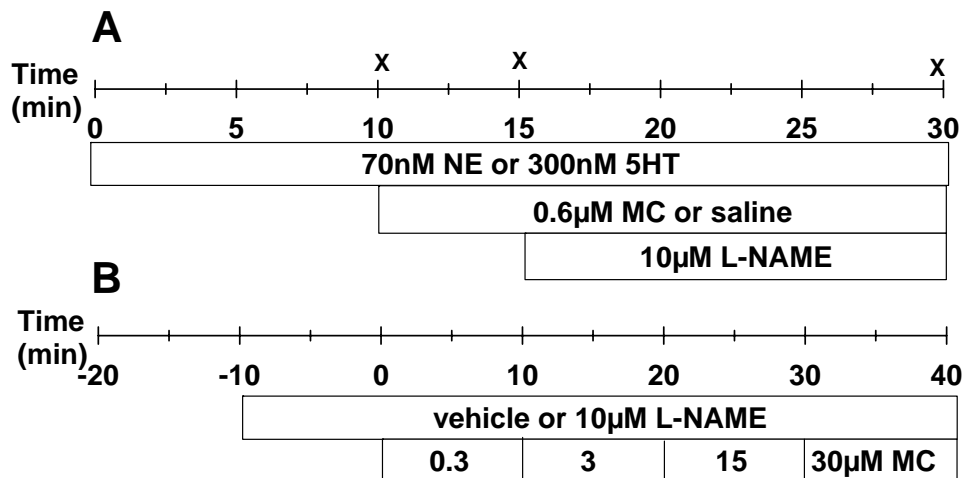 A
X X X
Time
(min)
0 5 10 15 20 25 30
70nM NE or 300nM 5HT
0.6µM MC or saline
10µM L-NAME
B
Time
(min)
-20 -10 0 10 20 30 40
vehicle or 10µM L-NAME
0.3 3 15 30µM MC